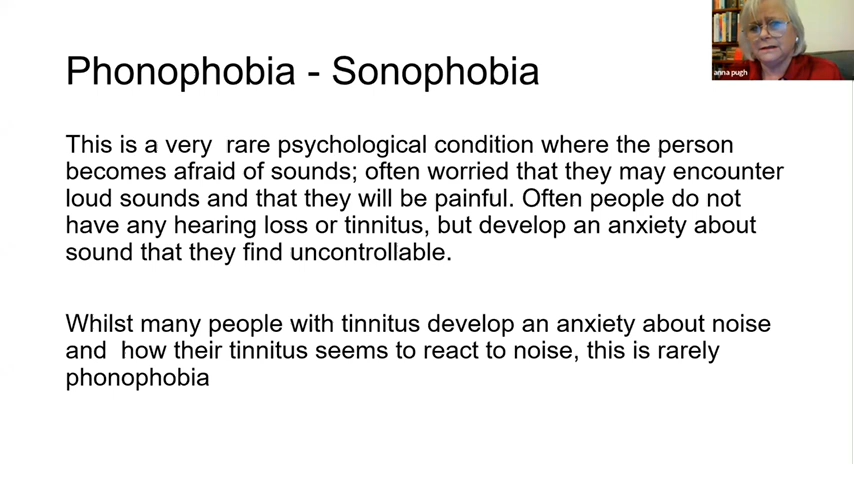 Phonophobia - Sonophobia
anna pugh
This is a very  rare psychological condition where the person
becomes afraid of sounds; often worried that they may encounter
loud sounds and that they will be painful. Often people do not
have any hearing loss or tinnitus, but develop an anxiety about
sound that they find uncontrollable.
Whilst many people with tinnitus develop an anxiety about noise
and  how their tinnitus seems to react to noise, this is rarely
phonophobia